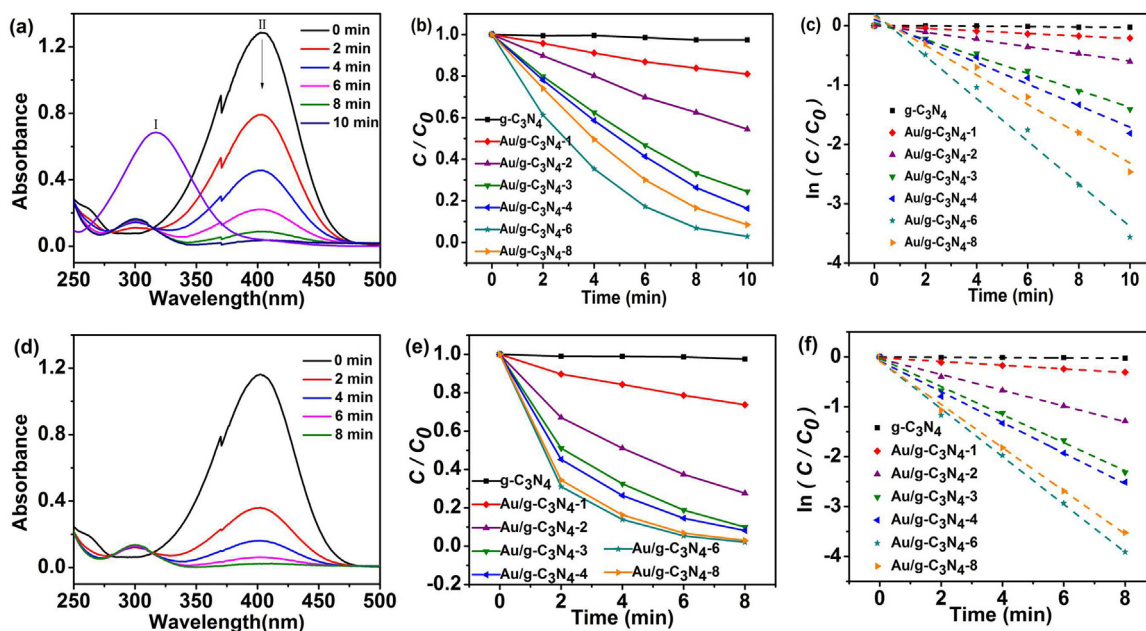 (a)
I
II
0 min
2 min
4 min
6 min
8 min
10 min
Absorbance
1.2
0.8
0.4
0.0
250 300 350 400 450 500
Wavelength(nm)
(b)
C / C0
1.0
0.8
0.6
0.4
0.2
0.0
g-C3N4
Au/g-C3N4-1
Au/g-C3N4-2
Au/g-C3N4-3
Au/g-C3N4-4
Au/g-C3N4-6
Au/g-C3N4-8
0 2 4 6 8 10
Time (min)
(c)
ln ( C / C0 )
0
-1
-2
-3
-4
g-C3N4
Au/g-C3N4-1
Au/g-C3N4-2
Au/g-C3N4-3
Au/g-C3N4-4
Au/g-C3N4-6
Au/g-C3N4-8
0 2 4 6 8 10
Time (min)
(d)
0 min
2 min
4 min
6 min
8 min
Absorbance
1.6
1.2
0.8
0.4
0.0
250 300 350 400 450 500
Wavelength(nm)
(e)
C / C0
1.0
0.8
0.6
0.4
0.2
0.0
-0.2
g-C3N4
Au/g-C3N4-1
Au/g-C3N4-2
Au/g-C3N4-3
Au/g-C3N4-4
Au/g-C3N4-6
Au/g-C3N4-8
0 2 4 6 8
Time (min)
(f)
ln ( C / C0 )
0
-1
-2
-3
-4
g-C3N4
Au/g-C3N4-1
Au/g-C3N4-2
Au/g-C3N4-3
Au/g-C3N4-4
Au/g-C3N4-6
Au/g-C3N4-8
0 2 4 6 8
Time (min)